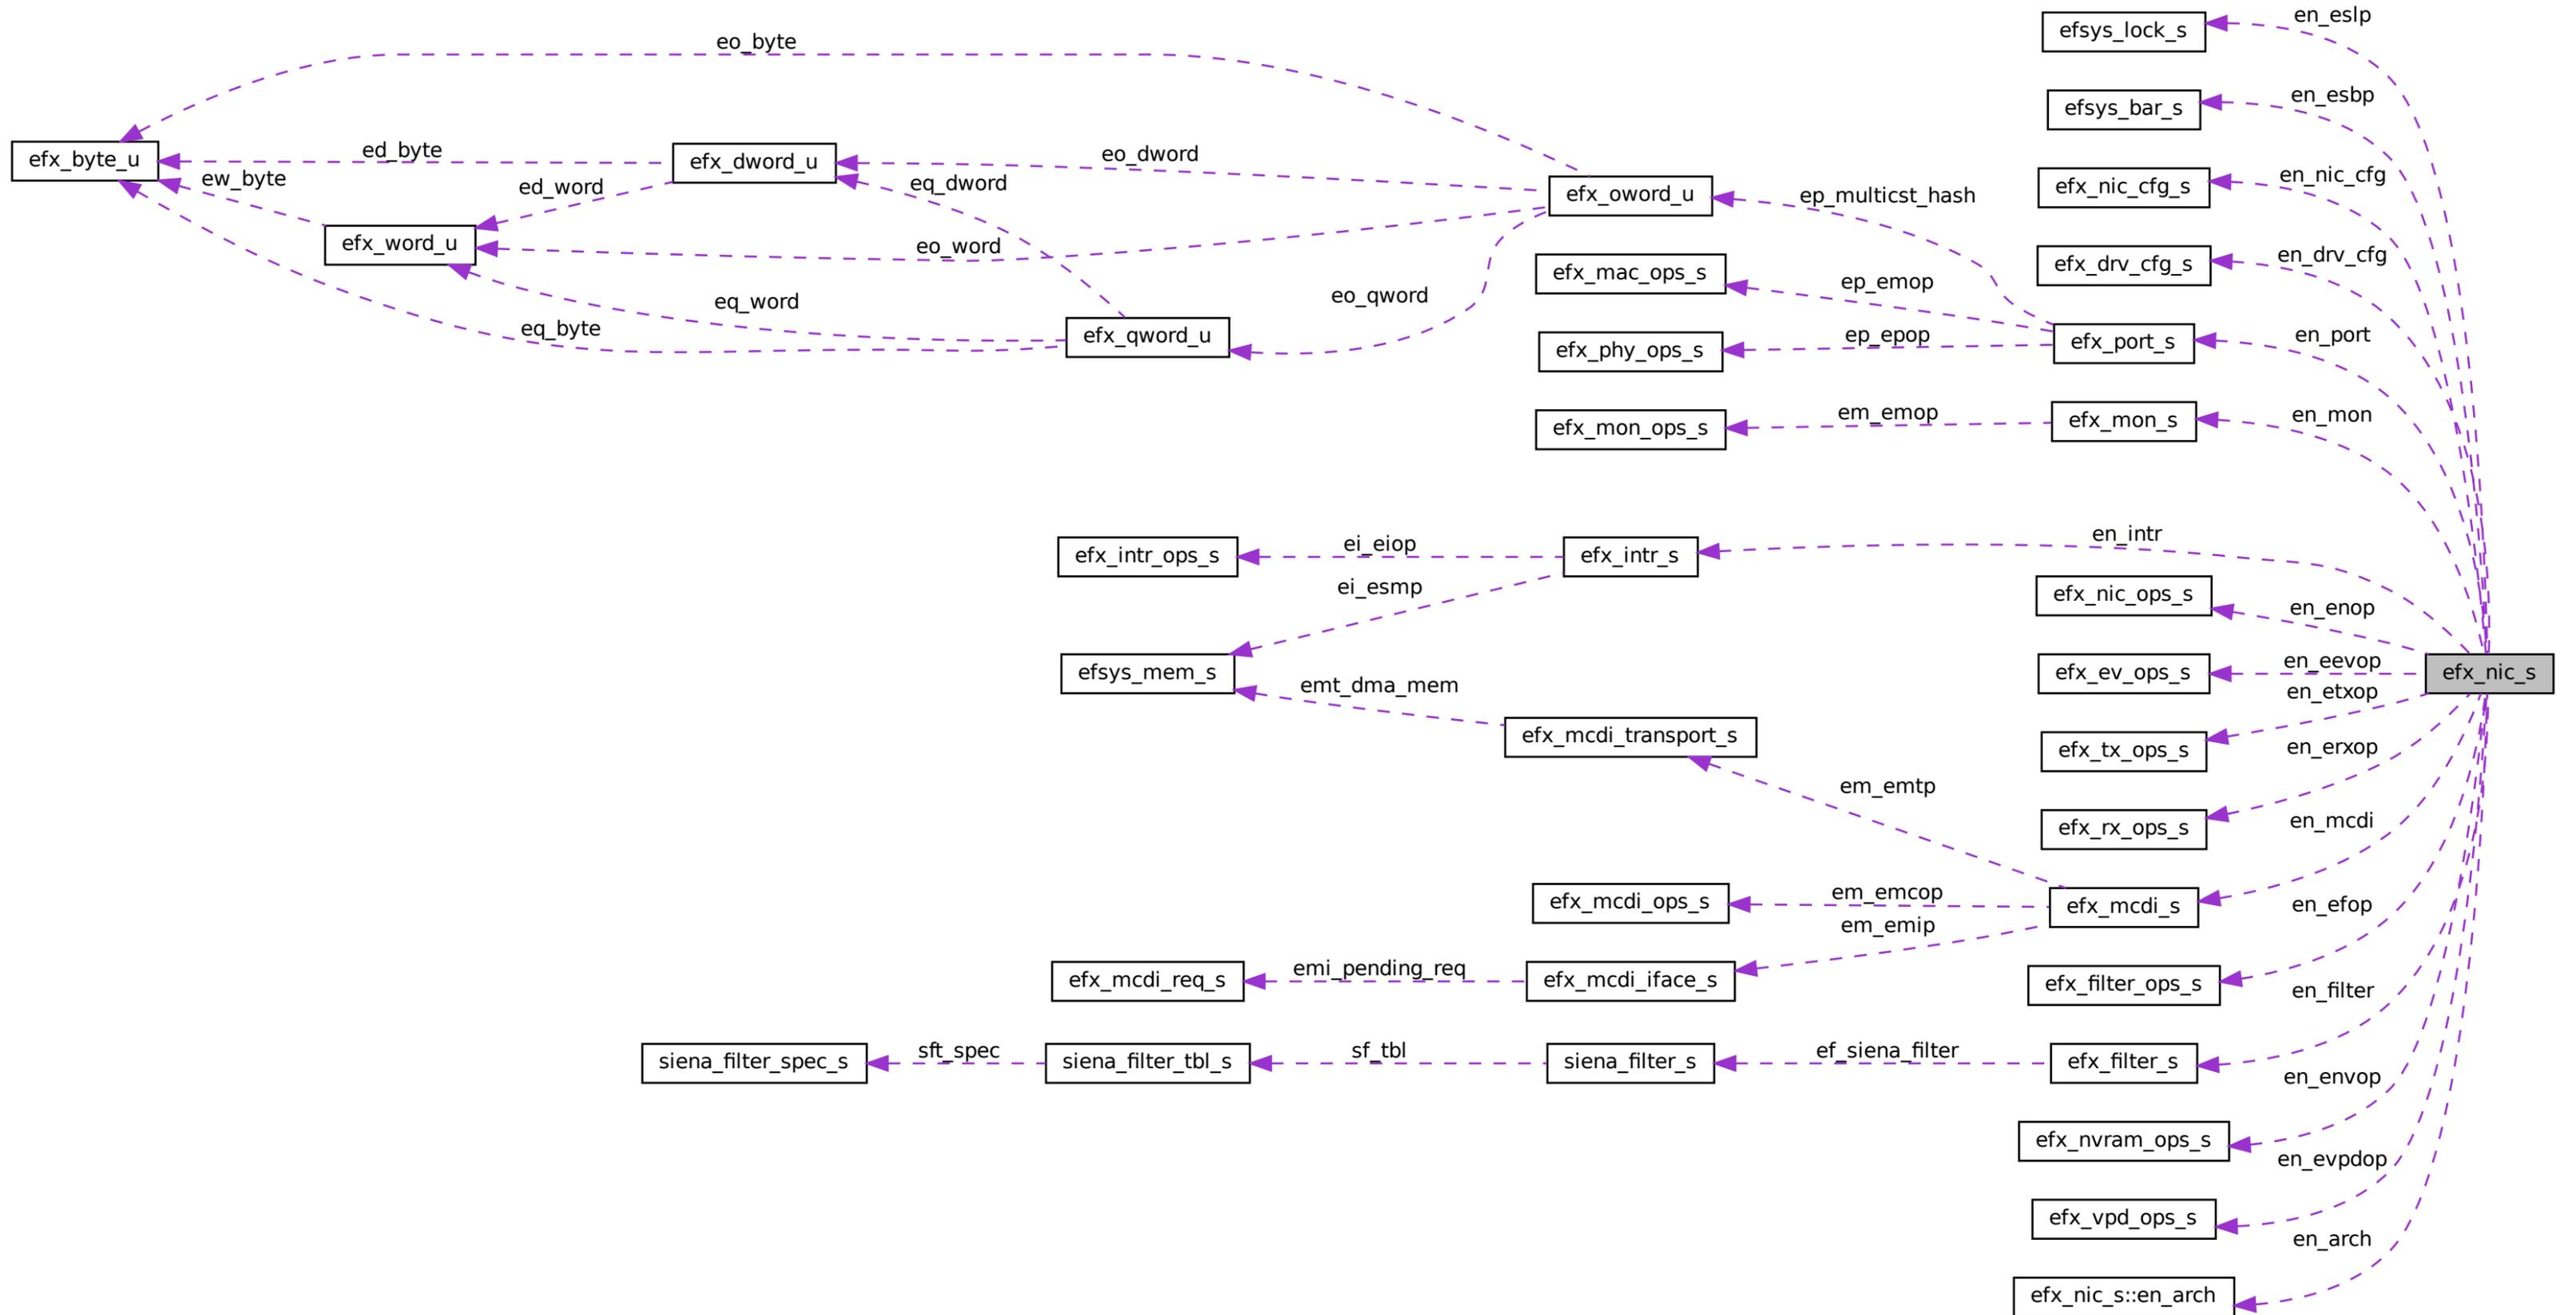 en_eslp
efsys_lock_s
eo_byte
en_esbp
efsys_bar_s
ed_byte
eo_dword
efx_byte_u
efx_dword_u
ew_byte
ed_word
eq_dword
efx_oword_u
ep_multicst_hash
en_nic_cfg
efx_nic_cfg_s
efx_word_u
eo_word
efx_mac_ops_s
ep_emop
en_drv_cfg
efx_drv_cfg_s
eq_word
eo_qword
eq_byte
efx_qword_u
efx_phy_ops_s
ep_epop
efx_port_s
en_port
efx_mon_ops_s
em_emop
efx_mon_s
en_mon
efx_intr_ops_s
ei_eiop
efx_intr_s
en_intr
ei_esmp
efx_nic_ops_s
en_enop
efsys_mem_s
emt_dma_mem
efx_ev_ops_s
en_eevop
efx_nic_s
en_etxop
efx_mcdi_transport_s
efx_tx_ops_s
en_erxop
em_emtp
efx_rx_ops_s
en_mcdi
efx_mcdi_ops_s
em_emcop
efx_mcdi_s
en_efop
em_emip
efx_mcdi_req_s
emi_pending_req
efx_mcdi_iface_s
efx_filter_ops_s
en_filter
siena_filter_spec_s
sft_spec
siena_filter_tbl_s
sf_tbl
siena_filter_s
ef_siena_filter
efx_filter_s
en_envop
efx_nvram_ops_s
en_evpdop
efx_vpd_ops_s
en_arch
efx_nic_s::en_arch